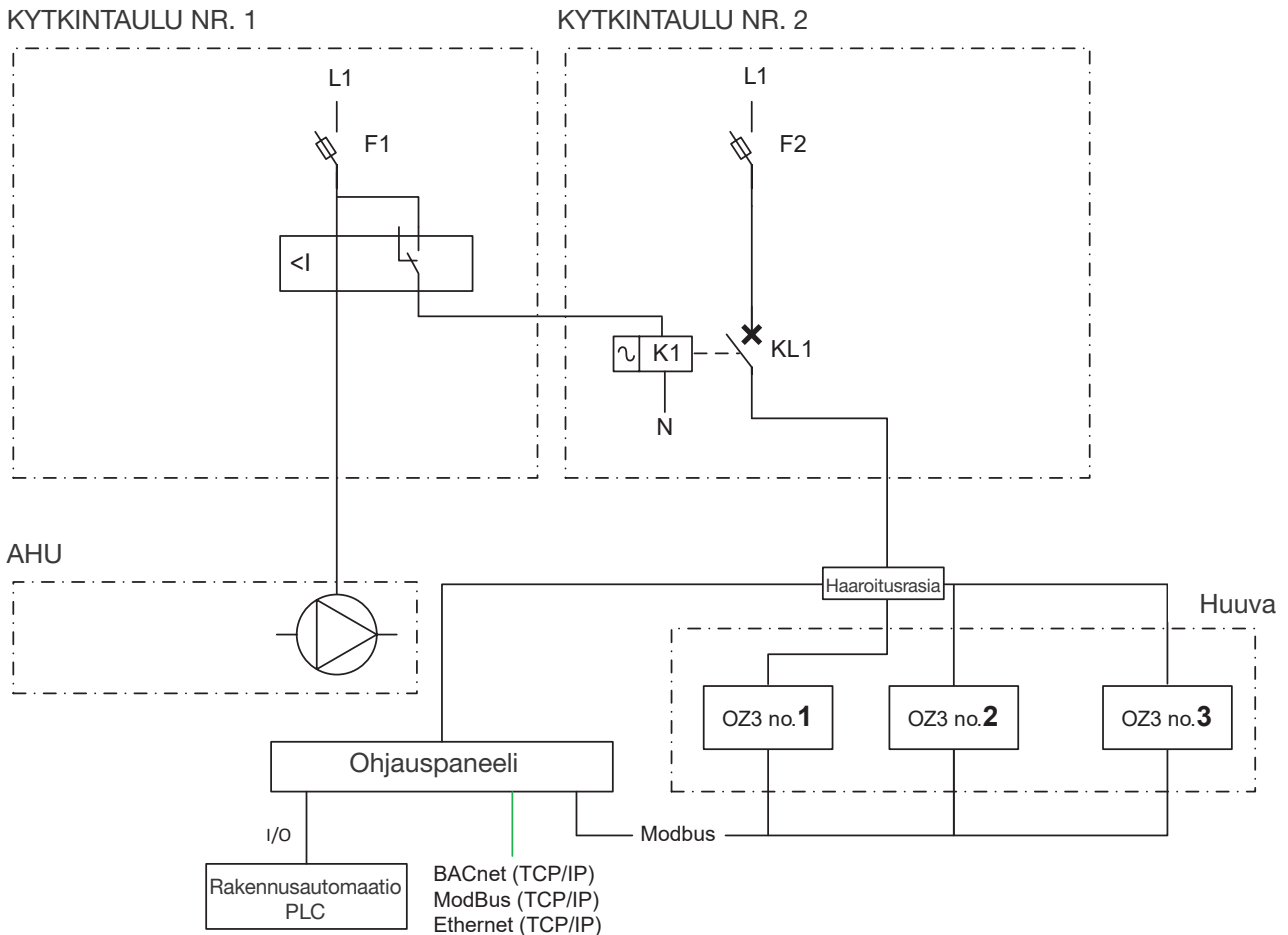 KYTKINTAULU NR. 1
KYTKINTAULU NR. 2
L1
L1
F1
F2
<I
K1
KL1
N
AHU
Haaroitusrasia
Huuva
OZ3 no.1
OZ3 no.2
OZ3 no.3
Ohjauspaneeli
I/O
Modbus
Rakennusautomaatio
PLC
BACnet (TCP/IP)
ModBus (TCP/IP)
Ethernet (TCP/IP)